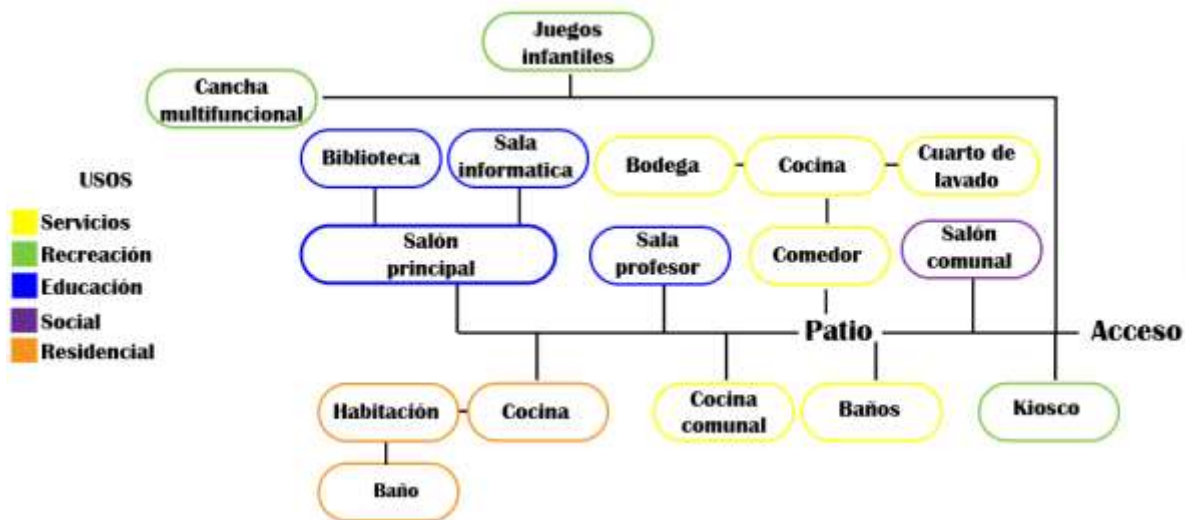 Juegos
infantiles
Cancha
multifuncional
Biblioteca
Sala
informatica
Bodega
Cocina
Cuarto de
lavado
USOS
Servicios
Recreación
Educación
Social
Residencial
Salón
principal
Sala
profesor
Comedor
Salón
comunal
Patio
Acceso
Habitación
Cocina
Cocina
comunal
Baños
Kiosco
Baño